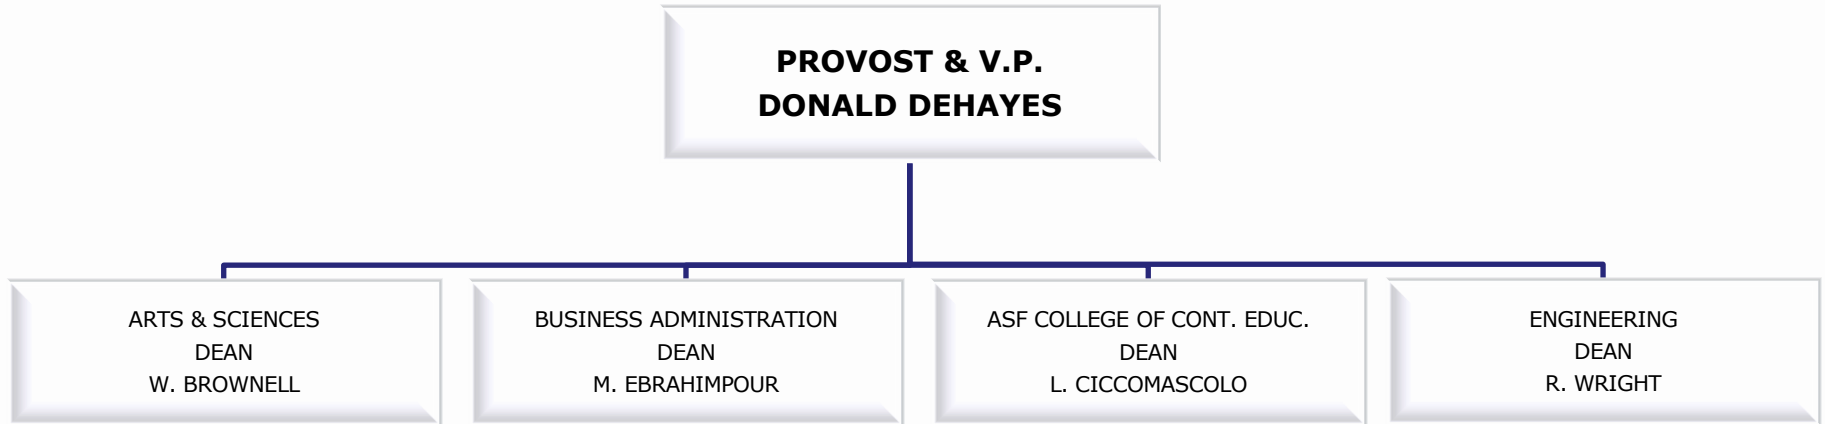 PROVOST & V.P.
DONALD DEHAYES
ARTS & SCIENCES
DEAN
W. BROWNELL
BUSINESS ADMINISTRATION
DEAN
M. EBRAHIMPOUR
ASF COLLEGE OF CONT. EDUC.
DEAN
L. CICCOMASCOLO
ENGINEERING
DEAN
R. WRIGHT